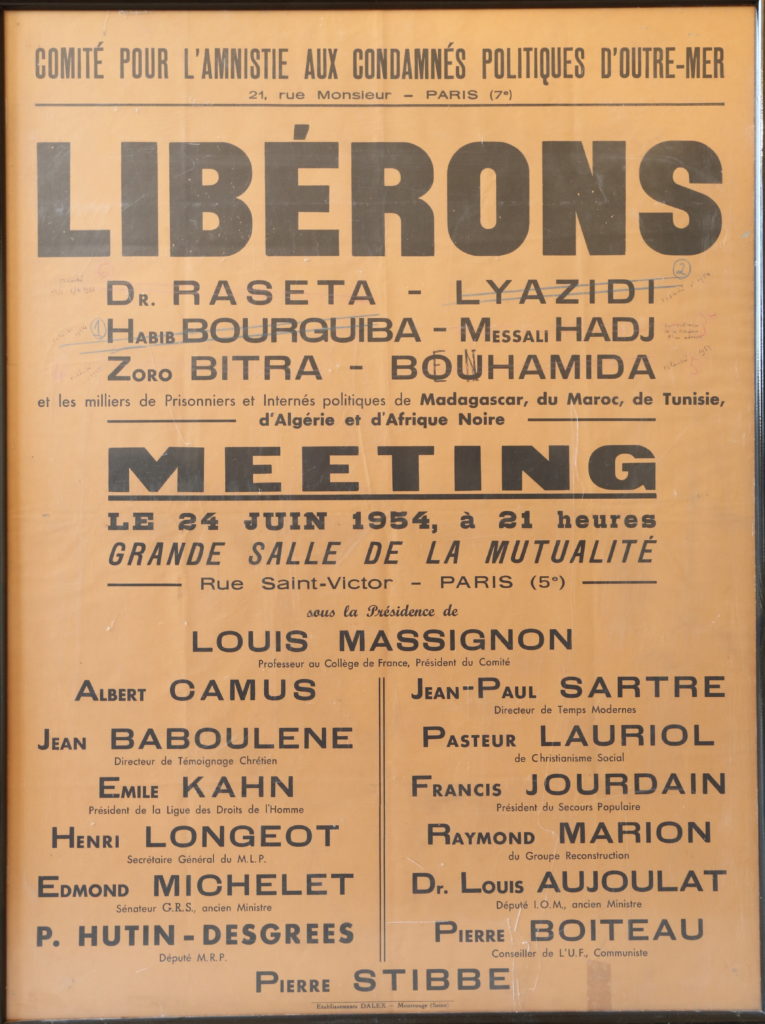 COMITÉ POUR L'AMNISTIE AUX CONDAMNÉS POLITIQUES D'OUTRE-MER
21, rue Monsieur – PARIS (7e)
LIBÉRONS
DR. RASETA - LYAZIDI
HABIB BOURGUIBA - MESSALI HADJ
ZORO BITRA - BOUHAMIDA
et les milliers de Prisonniers et Internés politiques de Madagascar, du Maroc, de Tunisie,
d'Algérie et d'Afrique Noire
MEETING
LE 24 JUIN 1954, à 21 heures
GRANDE SALLE DE LA MUTUALITÉ
Rue Saint-Victor – PARIS (5e)
sous la Présidence de
LOUIS MASSIGNON
Professeur au Collège de France, Président du Comité
ALBERT CAMUS
JEAN BABOULENE
Directeur de Témoignage Chrétien
EMILE KAHN
Président de la Ligue des Droits de l'Homme
HENRI LONGEOT
Secrétaire Général du M.L.P.
EDMOND MICHELET
Sénateur G.R.S., ancien Ministre
P. HUTIN-DESGREES
Député M.R.P.
JEAN-PAUL SARTRE
Directeur de Temps Modernes
PASTEUR LAURIOL
de Christianisme Social
FRANCIS JOURDAIN
Président du Secours Populaire
RAYMOND MARION
du Groupe Reconstruction
DR. LOUIS AUJOULAT
Député I.O.M., ancien Ministre
PIERRE BOITEAU
Conseiller de L'U.F., Communiste
PIERRE STIBBE
Etablissements DALEX – Montrouge (Seine)